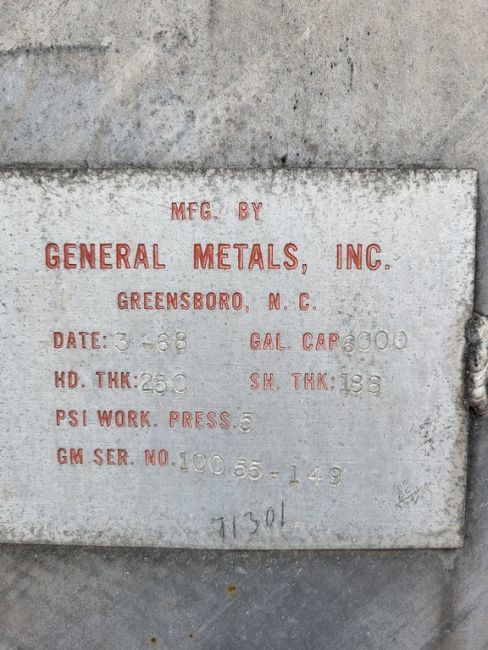 MFG. BY
GENERAL METALS, INC.
GREENSBORO, N. C.
DATE: 3-68 GAL. CAP. 6000
HD. THK: 250 SH. THK: 188
PSI WORK. PRESS. 5
GM SER. NO. 10055-149
71301